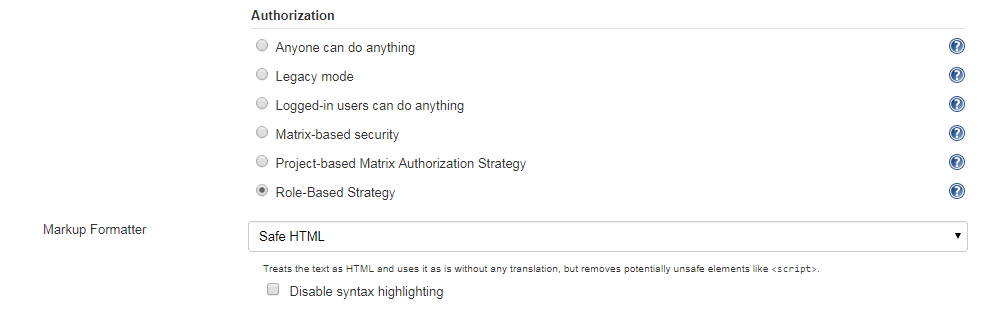 Authorization
Anyone can do anything
Legacy mode
Logged-in users can do anything
Matrix-based security
Project-based Matrix Authorization Strategy
Role-Based Strategy
Markup Formatter
Safe HTML
Treats the text as HTML and uses it as is without any translation, but removes potentially unsafe elements like <script>.
Disable syntax highlighting